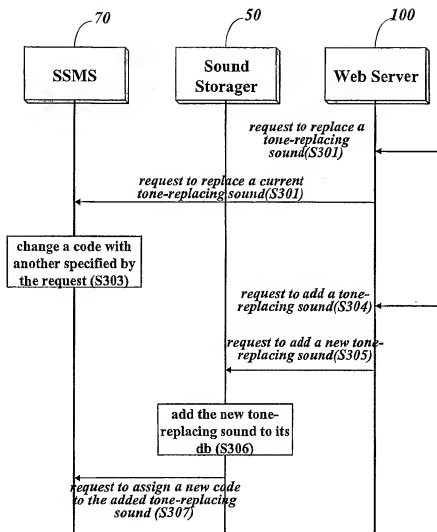 70
50
100
SSMS
Sound
Storager
Web Server
request to replace a
tone-replacing
sound(S301)
request to replace a current
tone-replacing sound(S301)
change a code with
another specified by
the request (S303)
request to add a tone-
replacing sound(S304)
request to add a new tone-
replacing sound(S305)
add the new tone-
replacing sound to its
db (S306)
request to assign a new code
to the added tone-replacing
sound (S307)